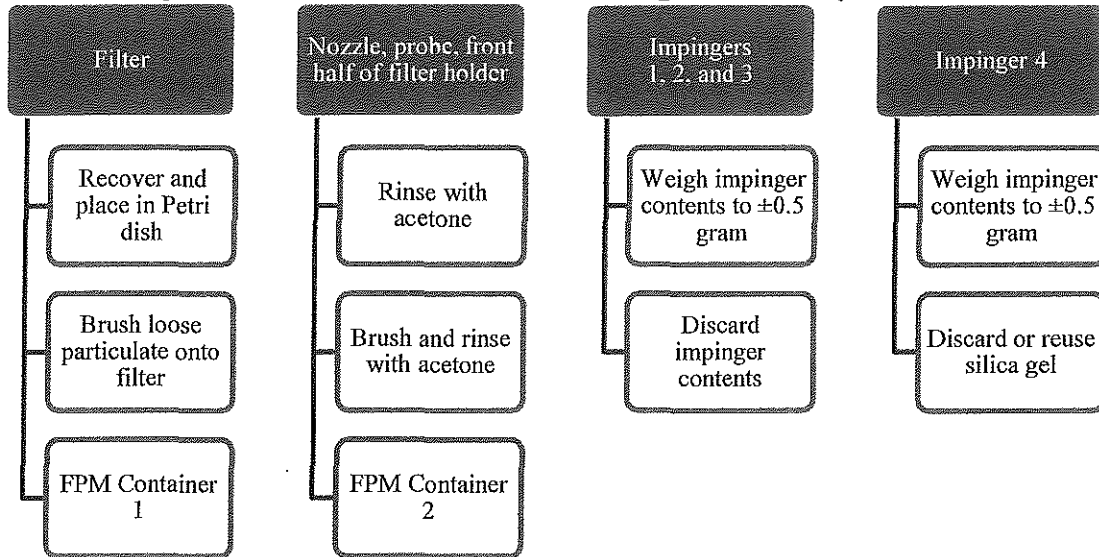 Filter
Recover and
place in Petri
dish
Brush loose
particulate onto
filter
FPM Container
1
Nozzle, probe, front
half of filter holder
Rinse with
acetone
Brush and rinse
with acetone
FPM Container
2
Impingers
1, 2, and 3
Weigh impinger
contents to ±0.5
gram
Discard
impinger
contents
Impinger 4
Weigh impinger
contents to ±0.5
gram
Discard or reuse
silica gel